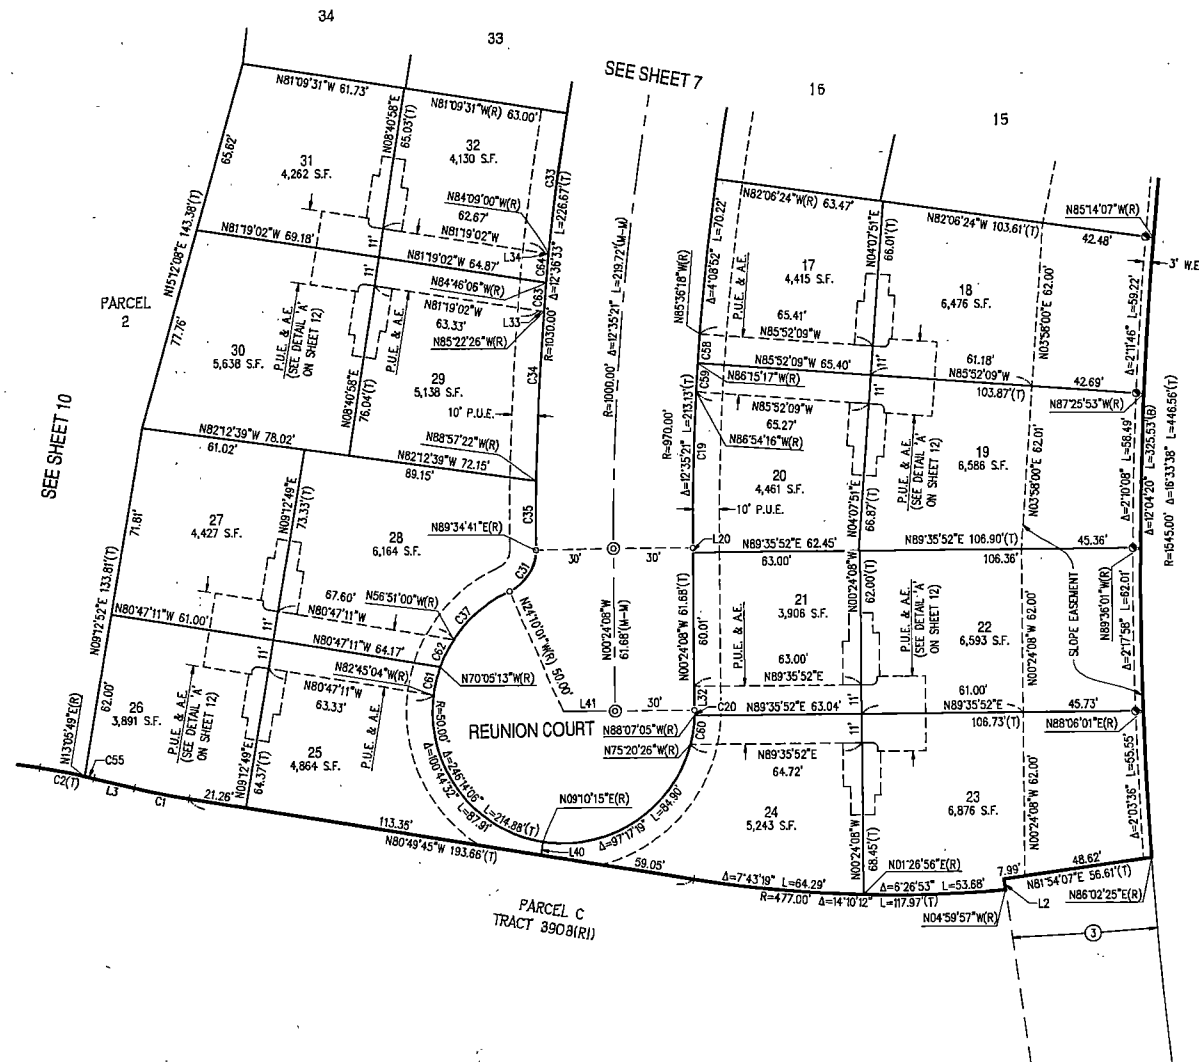 34
33
SEE SHEET 7
16
15
N81°09'31"W 61.73'
N81°09'31"W(R) 63.00'
N08°40'58"E
65.03'(T)
65.62'
31
4,262 S.F.
32
4,130 S.F.
C33
Δ=12°36'33" L=226.67'(T)
R=1030.00'
N84°09'00"W(R)
62.67'
N81°19'02"W
L34
C64
N81°19'02"W 69.18'
N81°19'02"W 64.87'
N84°46'06"W(R)
11'
11'
N81°19'02"W
63.33'
C63
L33
N85°22'26"W(R)
N15°12'08"E 143.38'(T)
PARCEL
2
77.76'
30
5,638 S.F.
P.U.E. & A.E.
(SEE DETAIL 'A'
ON SHEET 12)
P.U.E. & A.E.
29
5,138 S.F.
C34
10' P.U.E.
N08°40'58"E
76.04'(T)
N88°57'22"W(R)
N82°12'39"W 78.02'
61.02'
N82°12'39"W 72.15'
89.15'
SEE SHEET 10
71.81'
27
4,427 S.F.
N09°12'49"E
73.33'(T)
28
6,164 S.F.
C35
N89°34'41"E(R)
C31
N09°12'52"E 133.81'(T)
67.60'
N80°47'11"W
N56°51'00"W(R)
C37
N80°47'11"W 61.00'
N80°47'11"W 64.17'
C62
N82°45'04"W(R)
C61
N70°05'13"W(R)
11'
11'
N80°47'11"W
63.33'
62.00'
26
3,891 S.F.
P.U.E. & A.E.
(SEE DETAIL 'A'
ON SHEET 12)
25
4,864 S.F.
P.U.E. & A.E.
N09°12'49"E
64.37'(T)
N13°05'49"E(R)
C55
C2(T)
L3
C1
21.26'
113.35'
N80°49'45"W 193.66'(T)
R=50.00'
Δ=246°14'06" L=214.88'(T)
Δ=100°44'32" L=87.91'
Δ=97°17'19" L=84.90'
N09°10'15"E(R)
L40
59.05'
REUNION COURT
L41
30'
N24°10'01"W(R) 50.00'
N00°24'08"W
61.68'(M-M)
30'
30'
R=1000.00' Δ=12°35'21" L=219.72'(M-M)
Δ=4°08'52" L=70.22'
N82°06'24"W(R) 63.47'
N82°06'24"W 103.61'(T)
N85°14'07"W(R)
42.48'
3' W.E.
P.U.E. & A.E.
17
4,415 S.F.
N04°07'51"E
66.01'(T)
18
6,476 S.F.
N03°58'00"E 62.00'
Δ=2°11'46" L=59.22'
N85°36'18"W(R)
65.41'
N85°52'09"W
C58
N85°52'09"W 65.40'
61.18'
N85°52'09"W
103.87'(T)
42.69'
C59
N86°15'17"W(R)
N87°25'53"W(R)
11'
11'
N85°52'09"W
65.27'
N86°54'16"W(R)
R=970.00'
Δ=12°35'21" L=213.13'(T)
C19
20
4,461 S.F.
10' P.U.E.
N04°07'51"E
66.87'(T)
P.U.E. & A.E.
(SEE DETAIL 'A'
ON SHEET 12)
19
6,588 S.F.
N03°58'00"E 62.01'
Δ=2°10'08" L=58.49'
Δ=12°04'20" L=325.53'(B)
R=1545.00' Δ=16°33'38" L=446.56'(T)
L20
N89°35'52"E 62.45'
63.00'
N89°35'52"E 106.90'(T)
106.36'
45.36'
N00°24'08"W 61.68'(T)
60.01'
P.U.E. & A.E.
21
3,906 S.F.
N00°24'08"W
62.00'(T)
P.U.E. & A.E.
(SEE DETAIL 'A'
ON SHEET 12)
22
6,593 S.F.
N00°24'08"W 62.00'
SLOPE EASEMENT
N89°36'01"W(R)
Δ=2°17'58" L=62.01'
63.00'
N89°35'52"E
L32
C20
N89°35'52"E 63.04'
11'
11'
61.00'
N89°35'52"E
106.73'(T)
45.73'
N88°06'01"E(R)
N88°07'05"W(R)
C60
N75°20'26"W(R)
N89°35'52"E
64.72'
24
5,243 S.F.
N00°24'08"W
68.45'(T)
23
6,876 S.F.
N00°24'08"W 62.00'
Δ=2°03'36" L=55.55'
N01°26'56"E(R)
7.99'
48.62'
N81°54'07"E 56.61'(T)
N86°02'25"E(R)
L2
Δ=7°43'19" L=64.29'
Δ=6°26'53" L=53.68'
R=477.00' Δ=14°10'12" L=117.97'(T)
N04°59'57"W(R)
3
PARCEL C
TRACT 3908(R1)